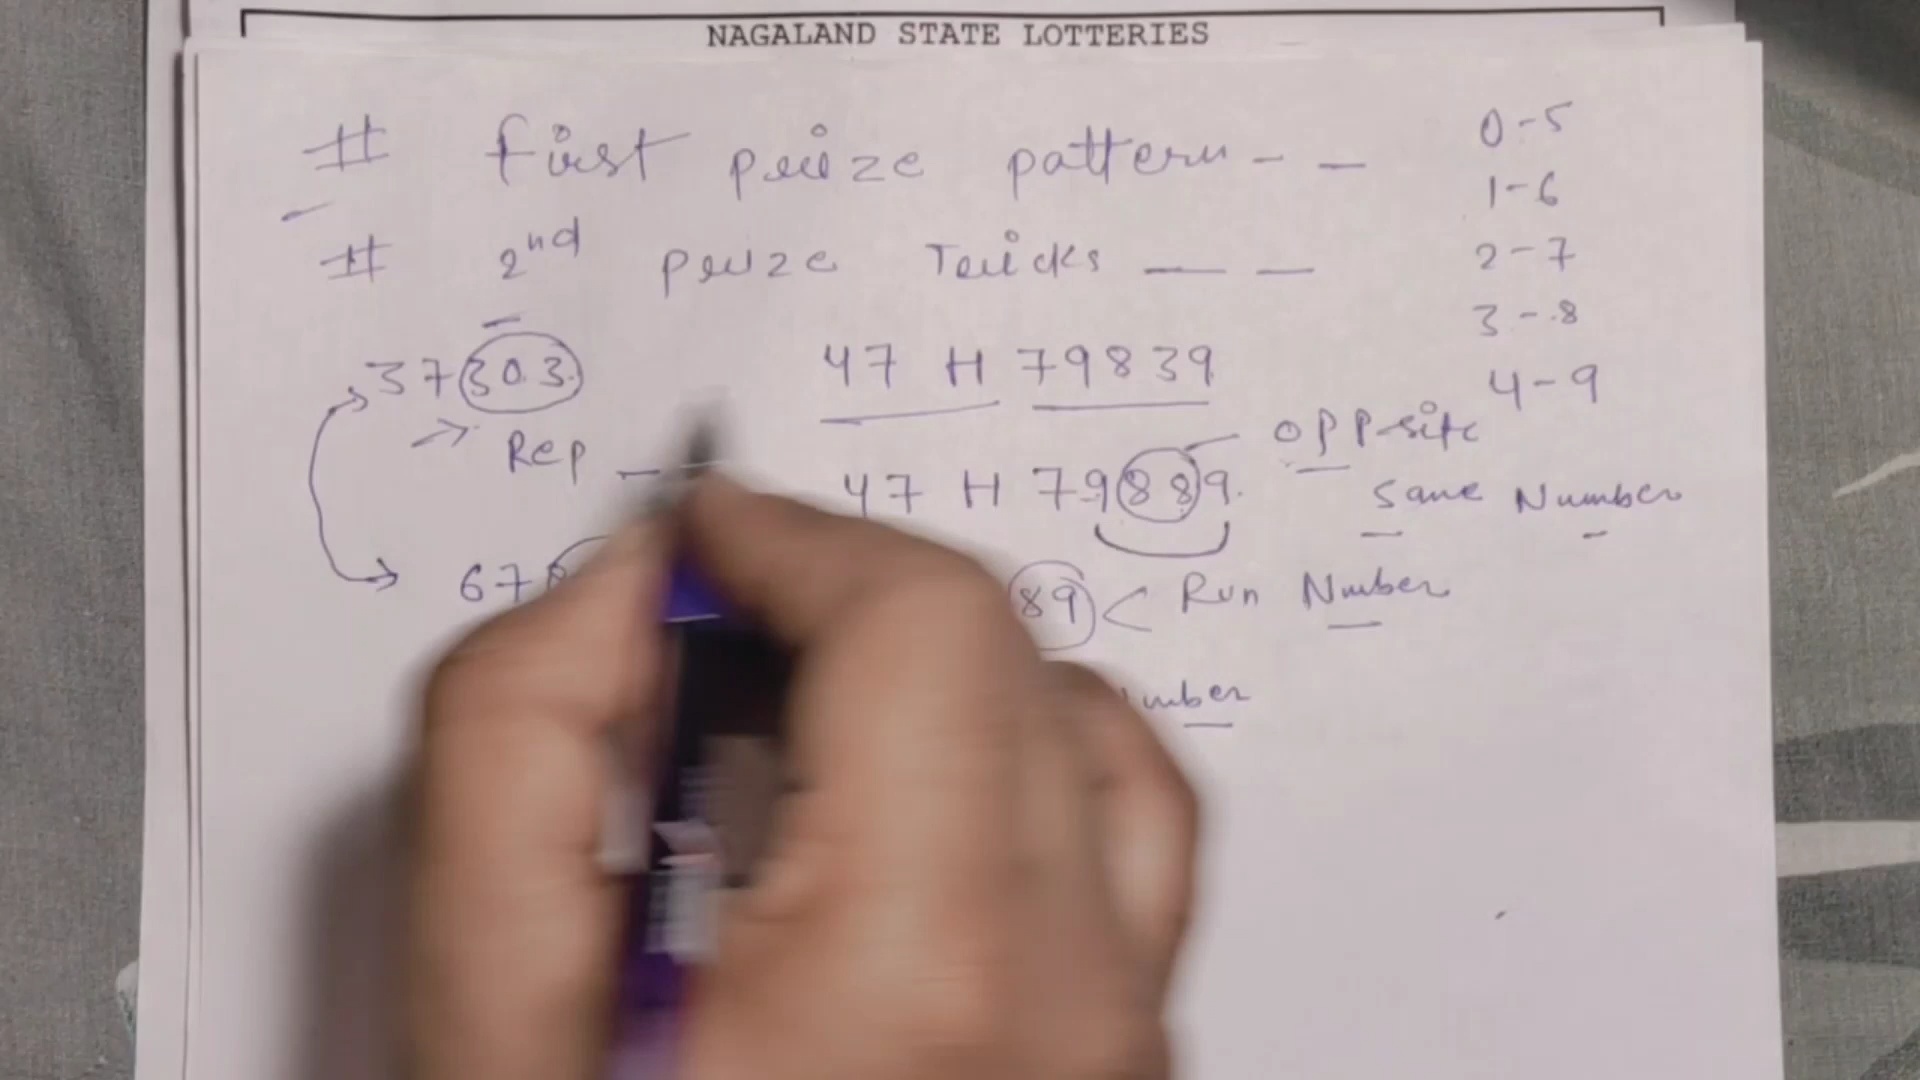 NAGALAND STATE LOTTERIES
# First prize pattern - -
# 2nd prize Tricks — —
0-5
1-6
2-7
3-8
4-9
37303
Rep —
67
47 H 79839
47 H 79889
opposite
Same Number
89 < Run Number